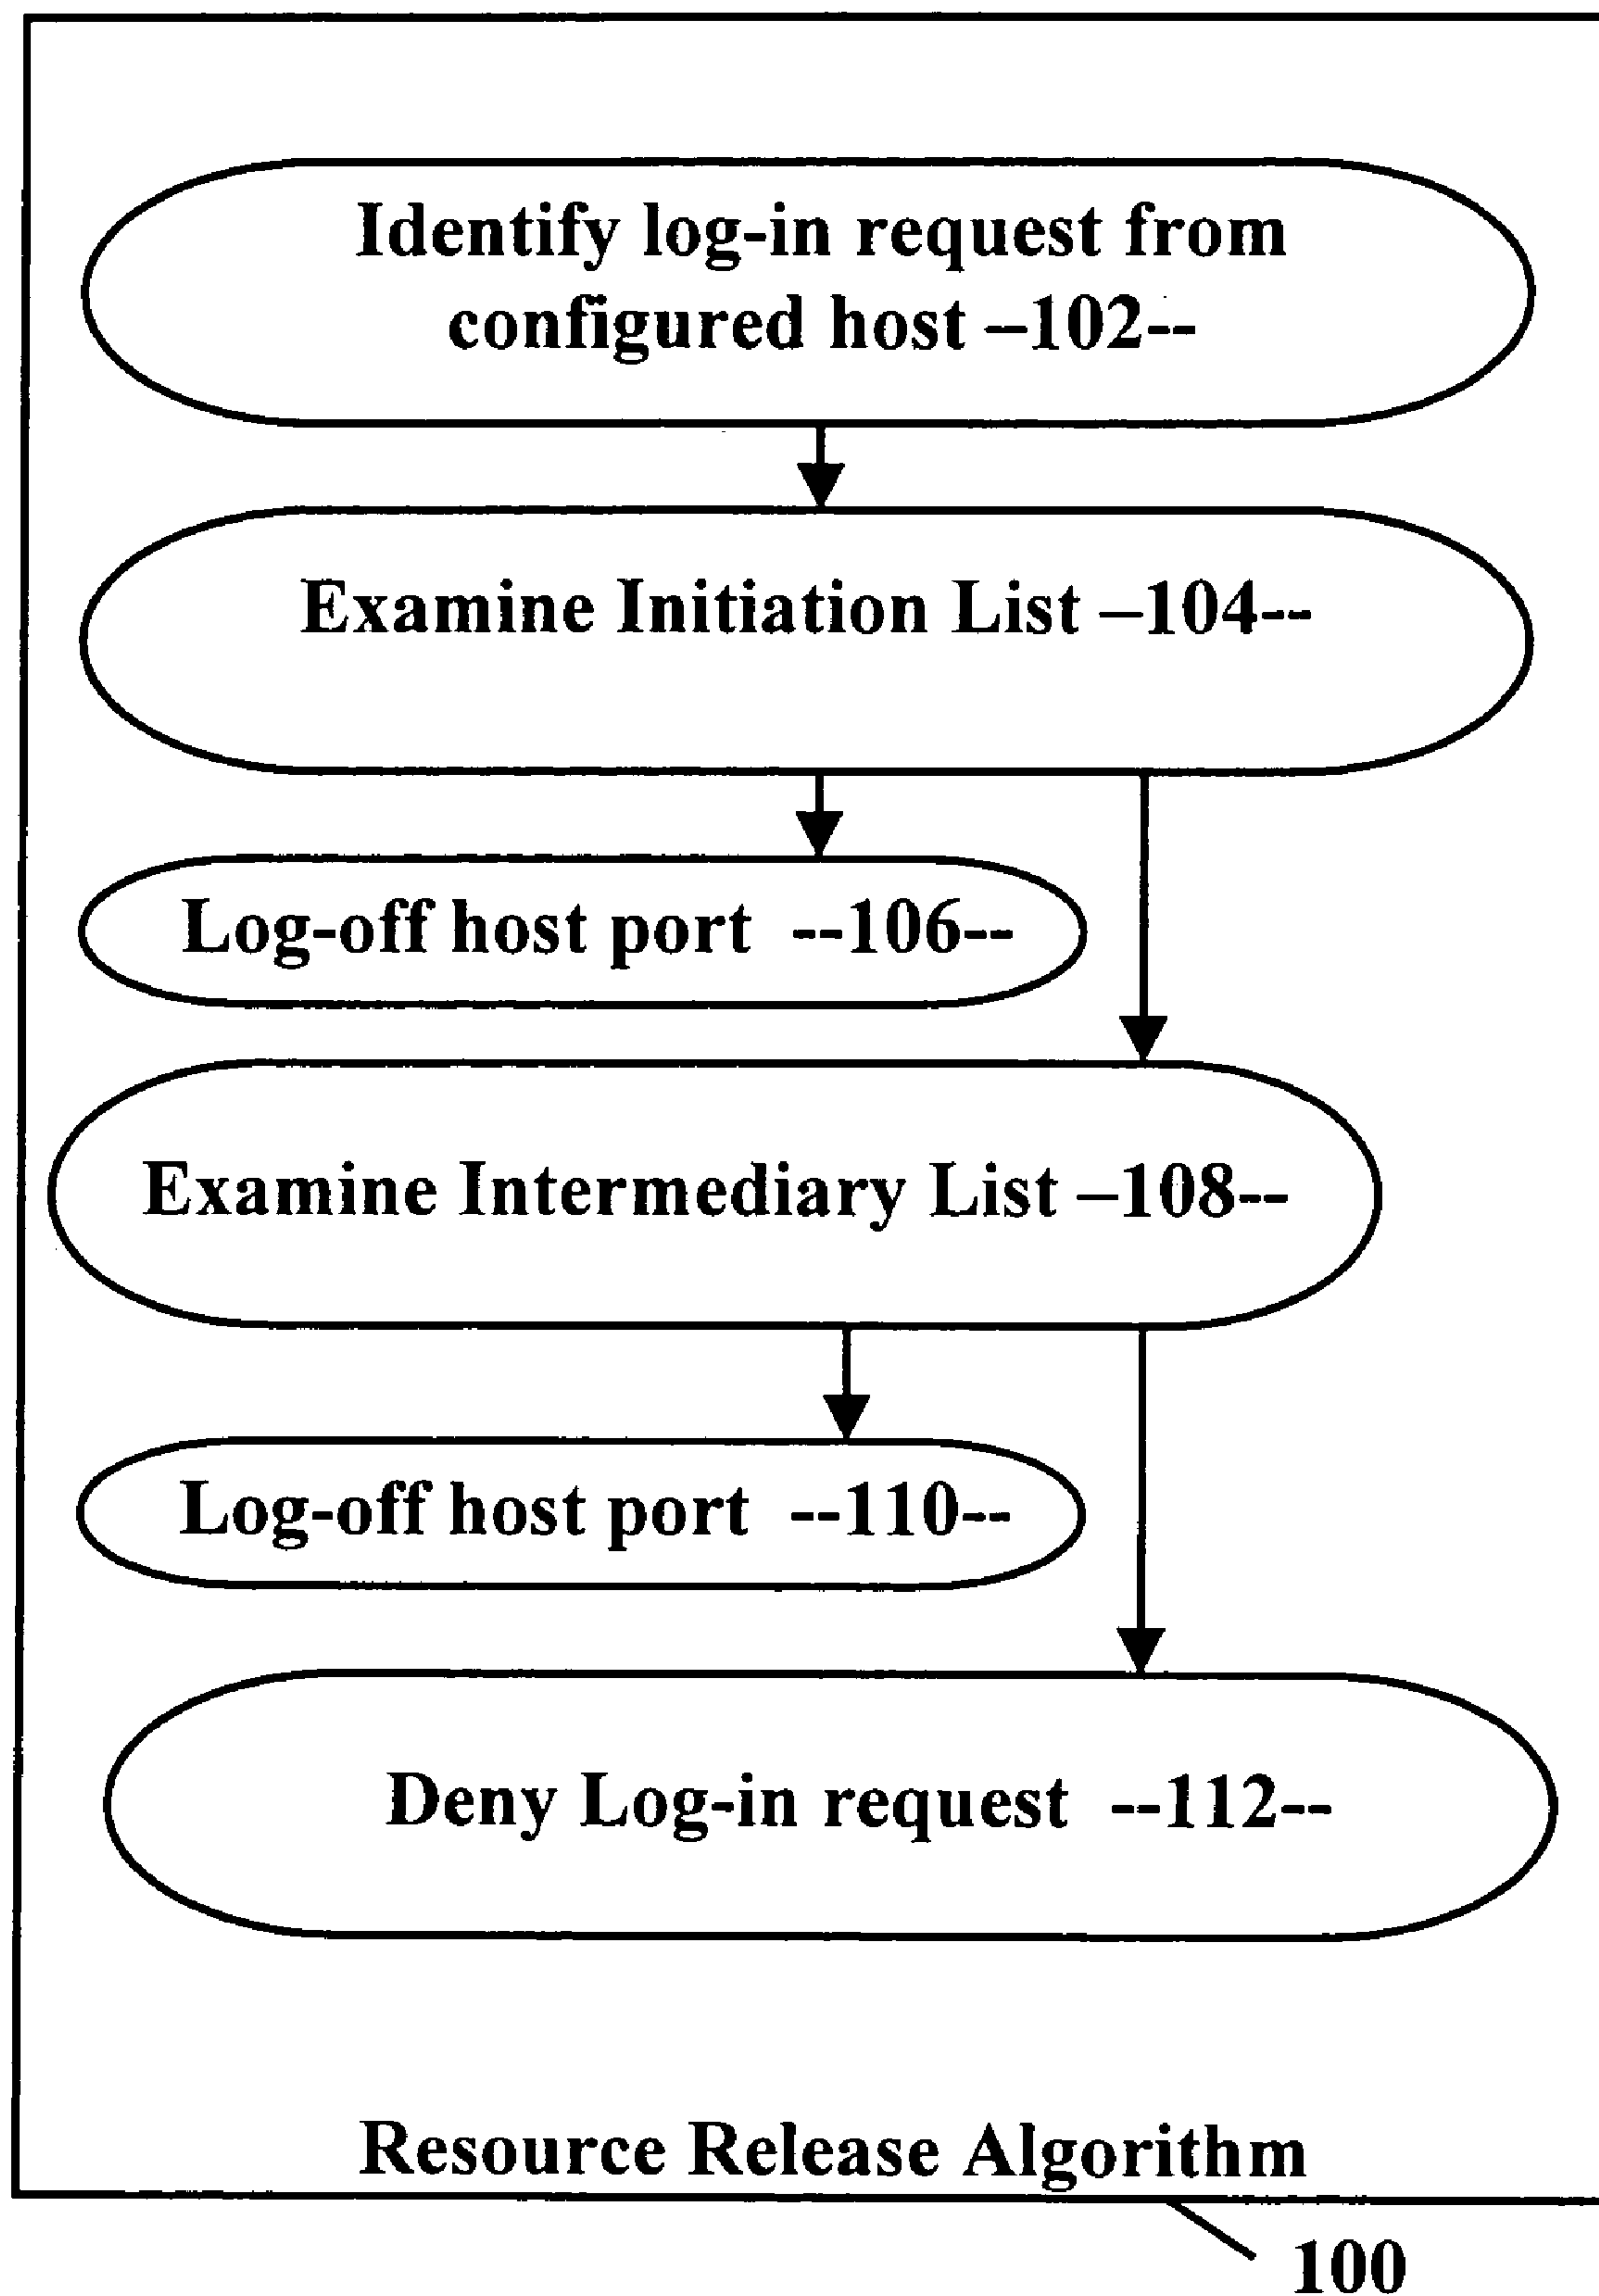 Identify log-in request from
configured host –102--
Examine Initiation List –104--
Log-off host port --106--
Examine Intermediary List –108--
Log-off host port --110--
Deny Log-in request --112--
Resource Release Algorithm
100